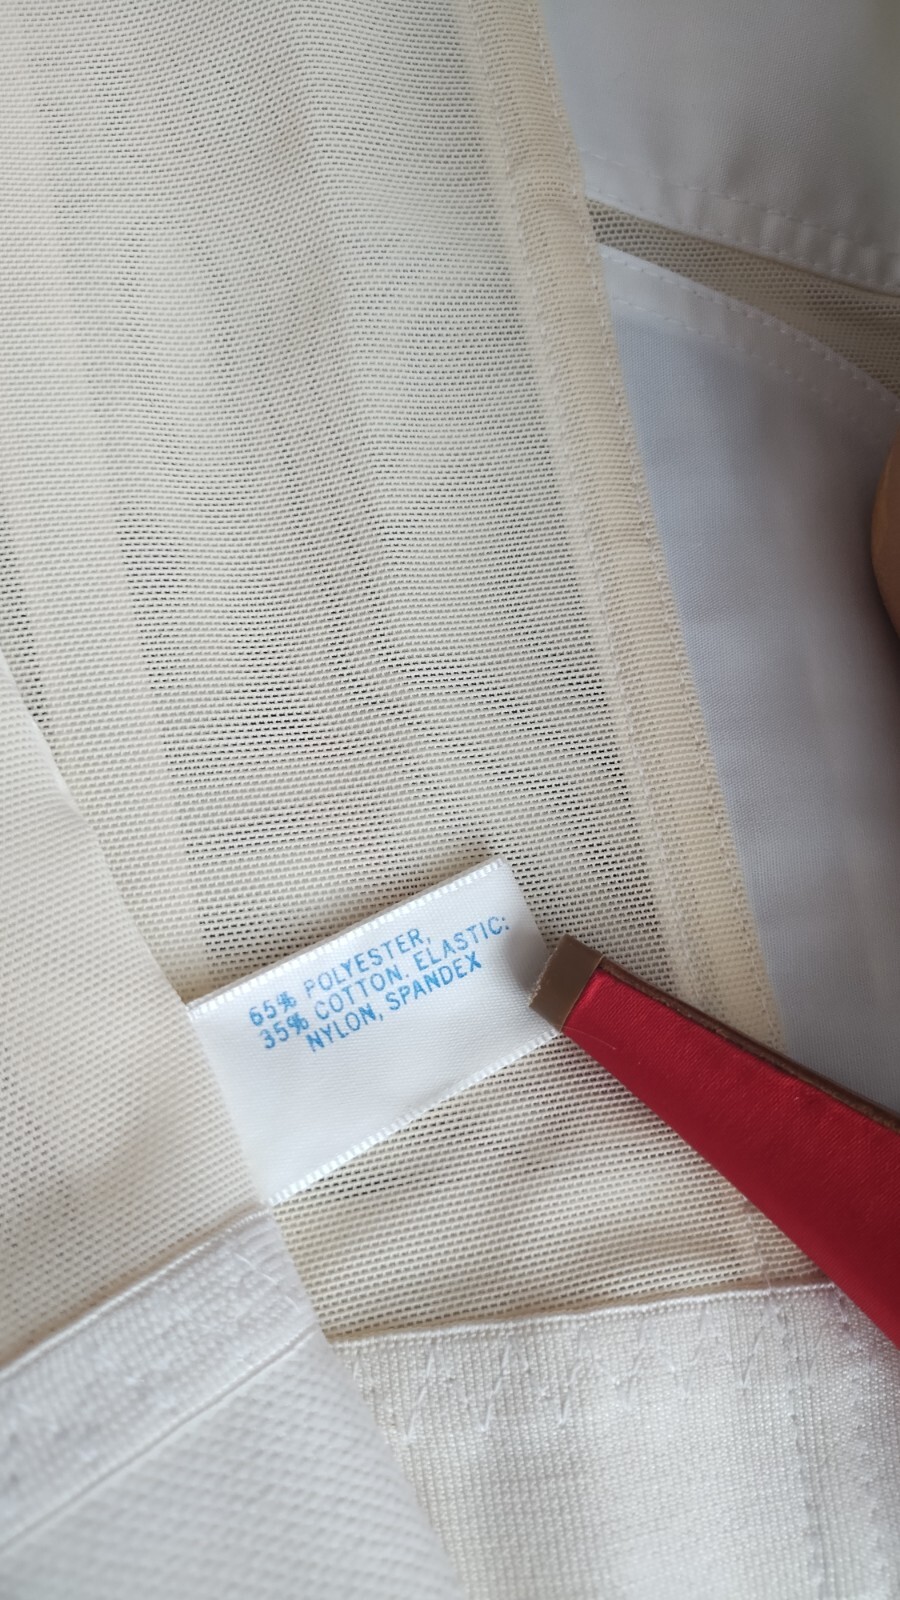 65% POLYESTER,
35% COTTON. ELASTIC:
NYLON, SPANDEX